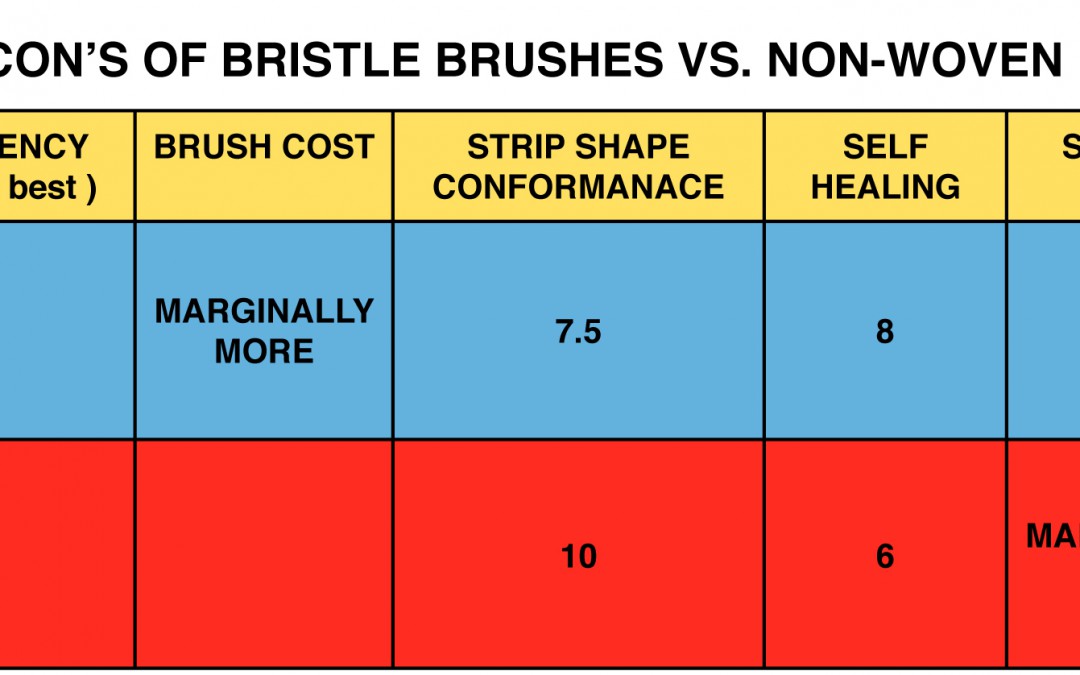 CON'S OF BRISTLE BRUSHES VS. NON-WOVEN
ENCY
best )
BRUSH COST
STRIP SHAPE
CONFORMANACE
SELF
HEALING
S
MARGINALLY
MORE
7.5
8
10
6
MA